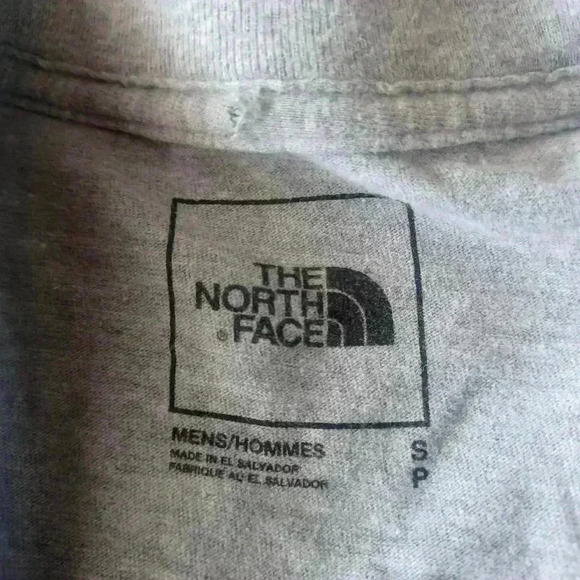 THE
NORTH
FACE
®
MENS/HOMMES
MADE IN EL SALVADOR
FABRIQUE AU EL SALVADOR
S
P